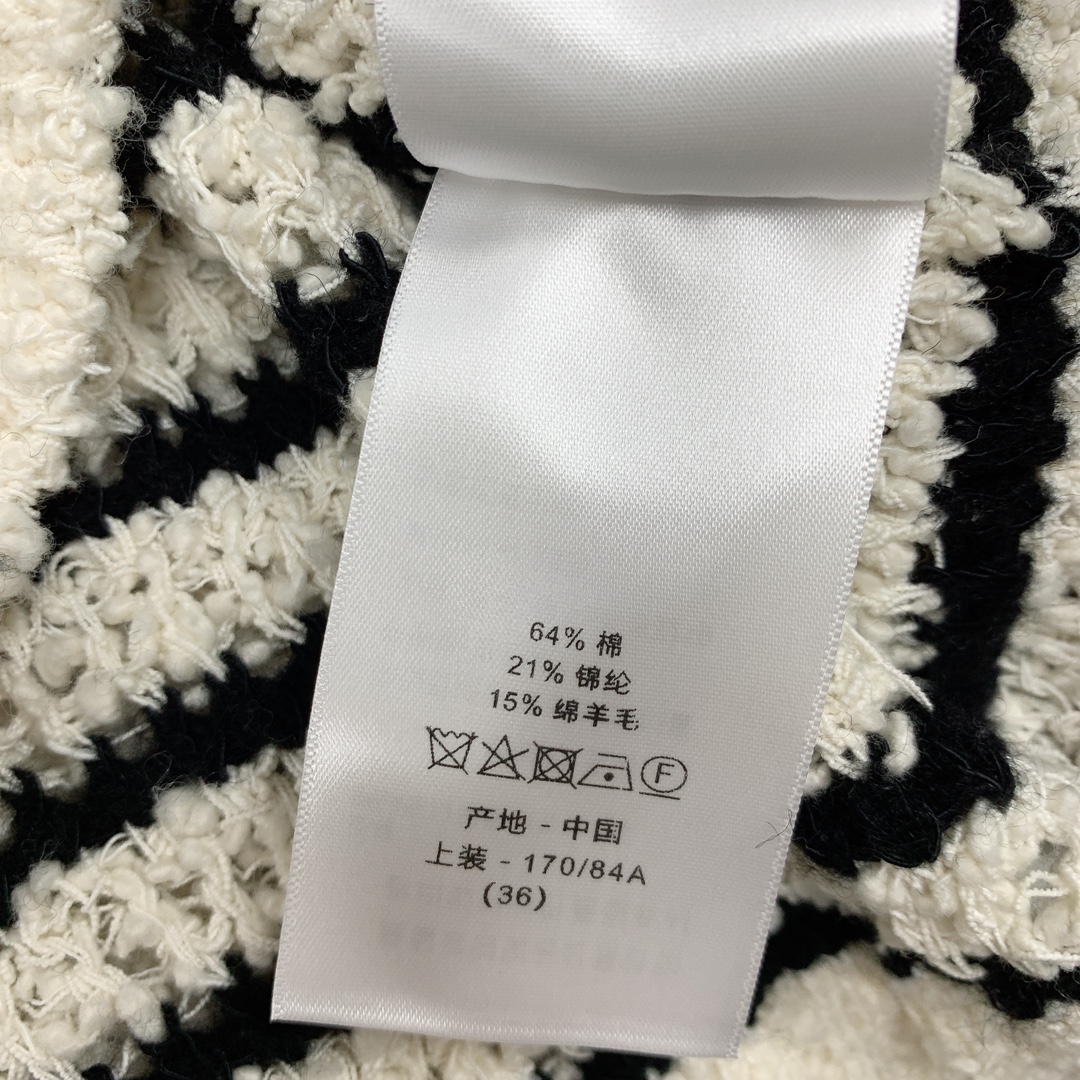 64% 棉
21% 锦纶
15% 绵羊毛
F
产地 - 中国
上装 - 170/84A
(36)